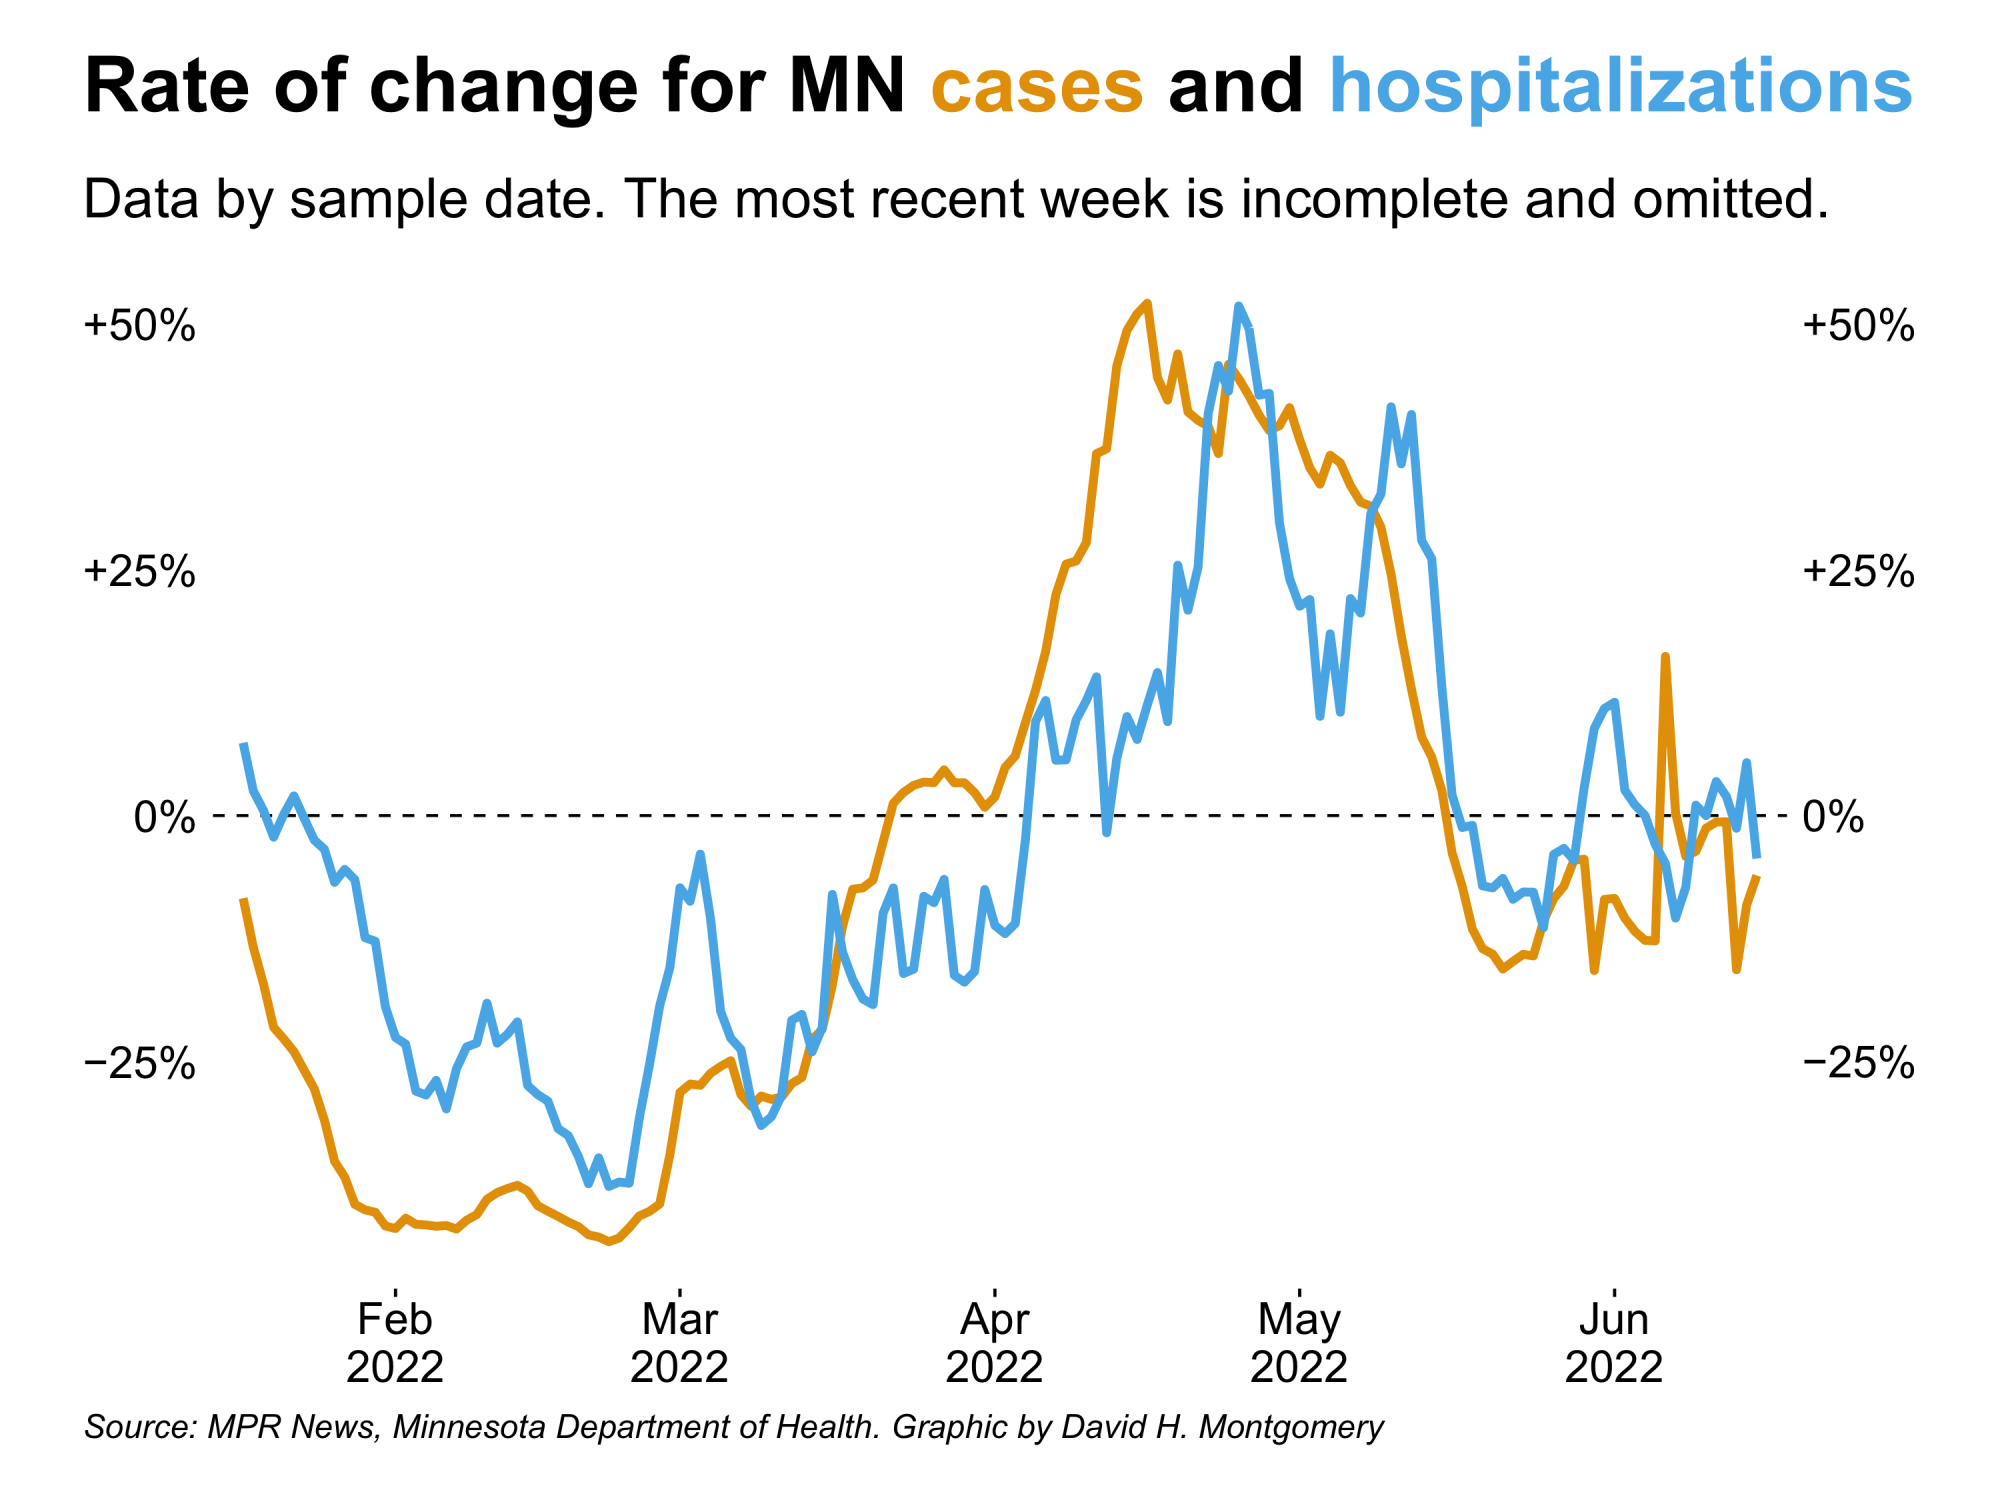 Rate of change for MN cases and hospitalizations
Data by sample date. The most recent week is incomplete and omitted.
+50% +50%
+25% +25%
0% 0%
−25% −25%
Feb Mar Apr May Jun
2022 2022 2022 2022 2022
Source: MPR News, Minnesota Department of Health. Graphic by David H. Montgomery